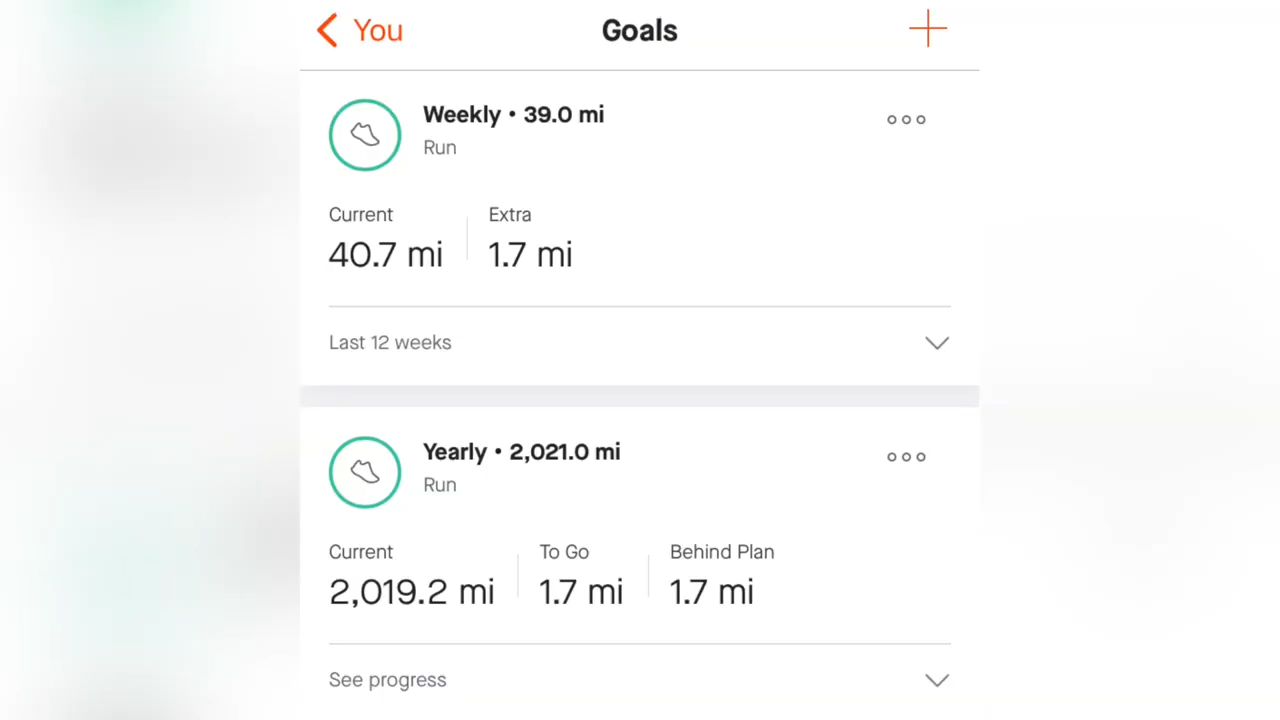 You
Goals
Weekly • 39.0 mi
Run
Current
Extra
40.7 mi
1.7 mi
Last 12 weeks
Yearly • 2,021.0 mi
Run
Current
To Go
Behind Plan
2,019.2 mi
1.7 mi
1.7 mi
See progress